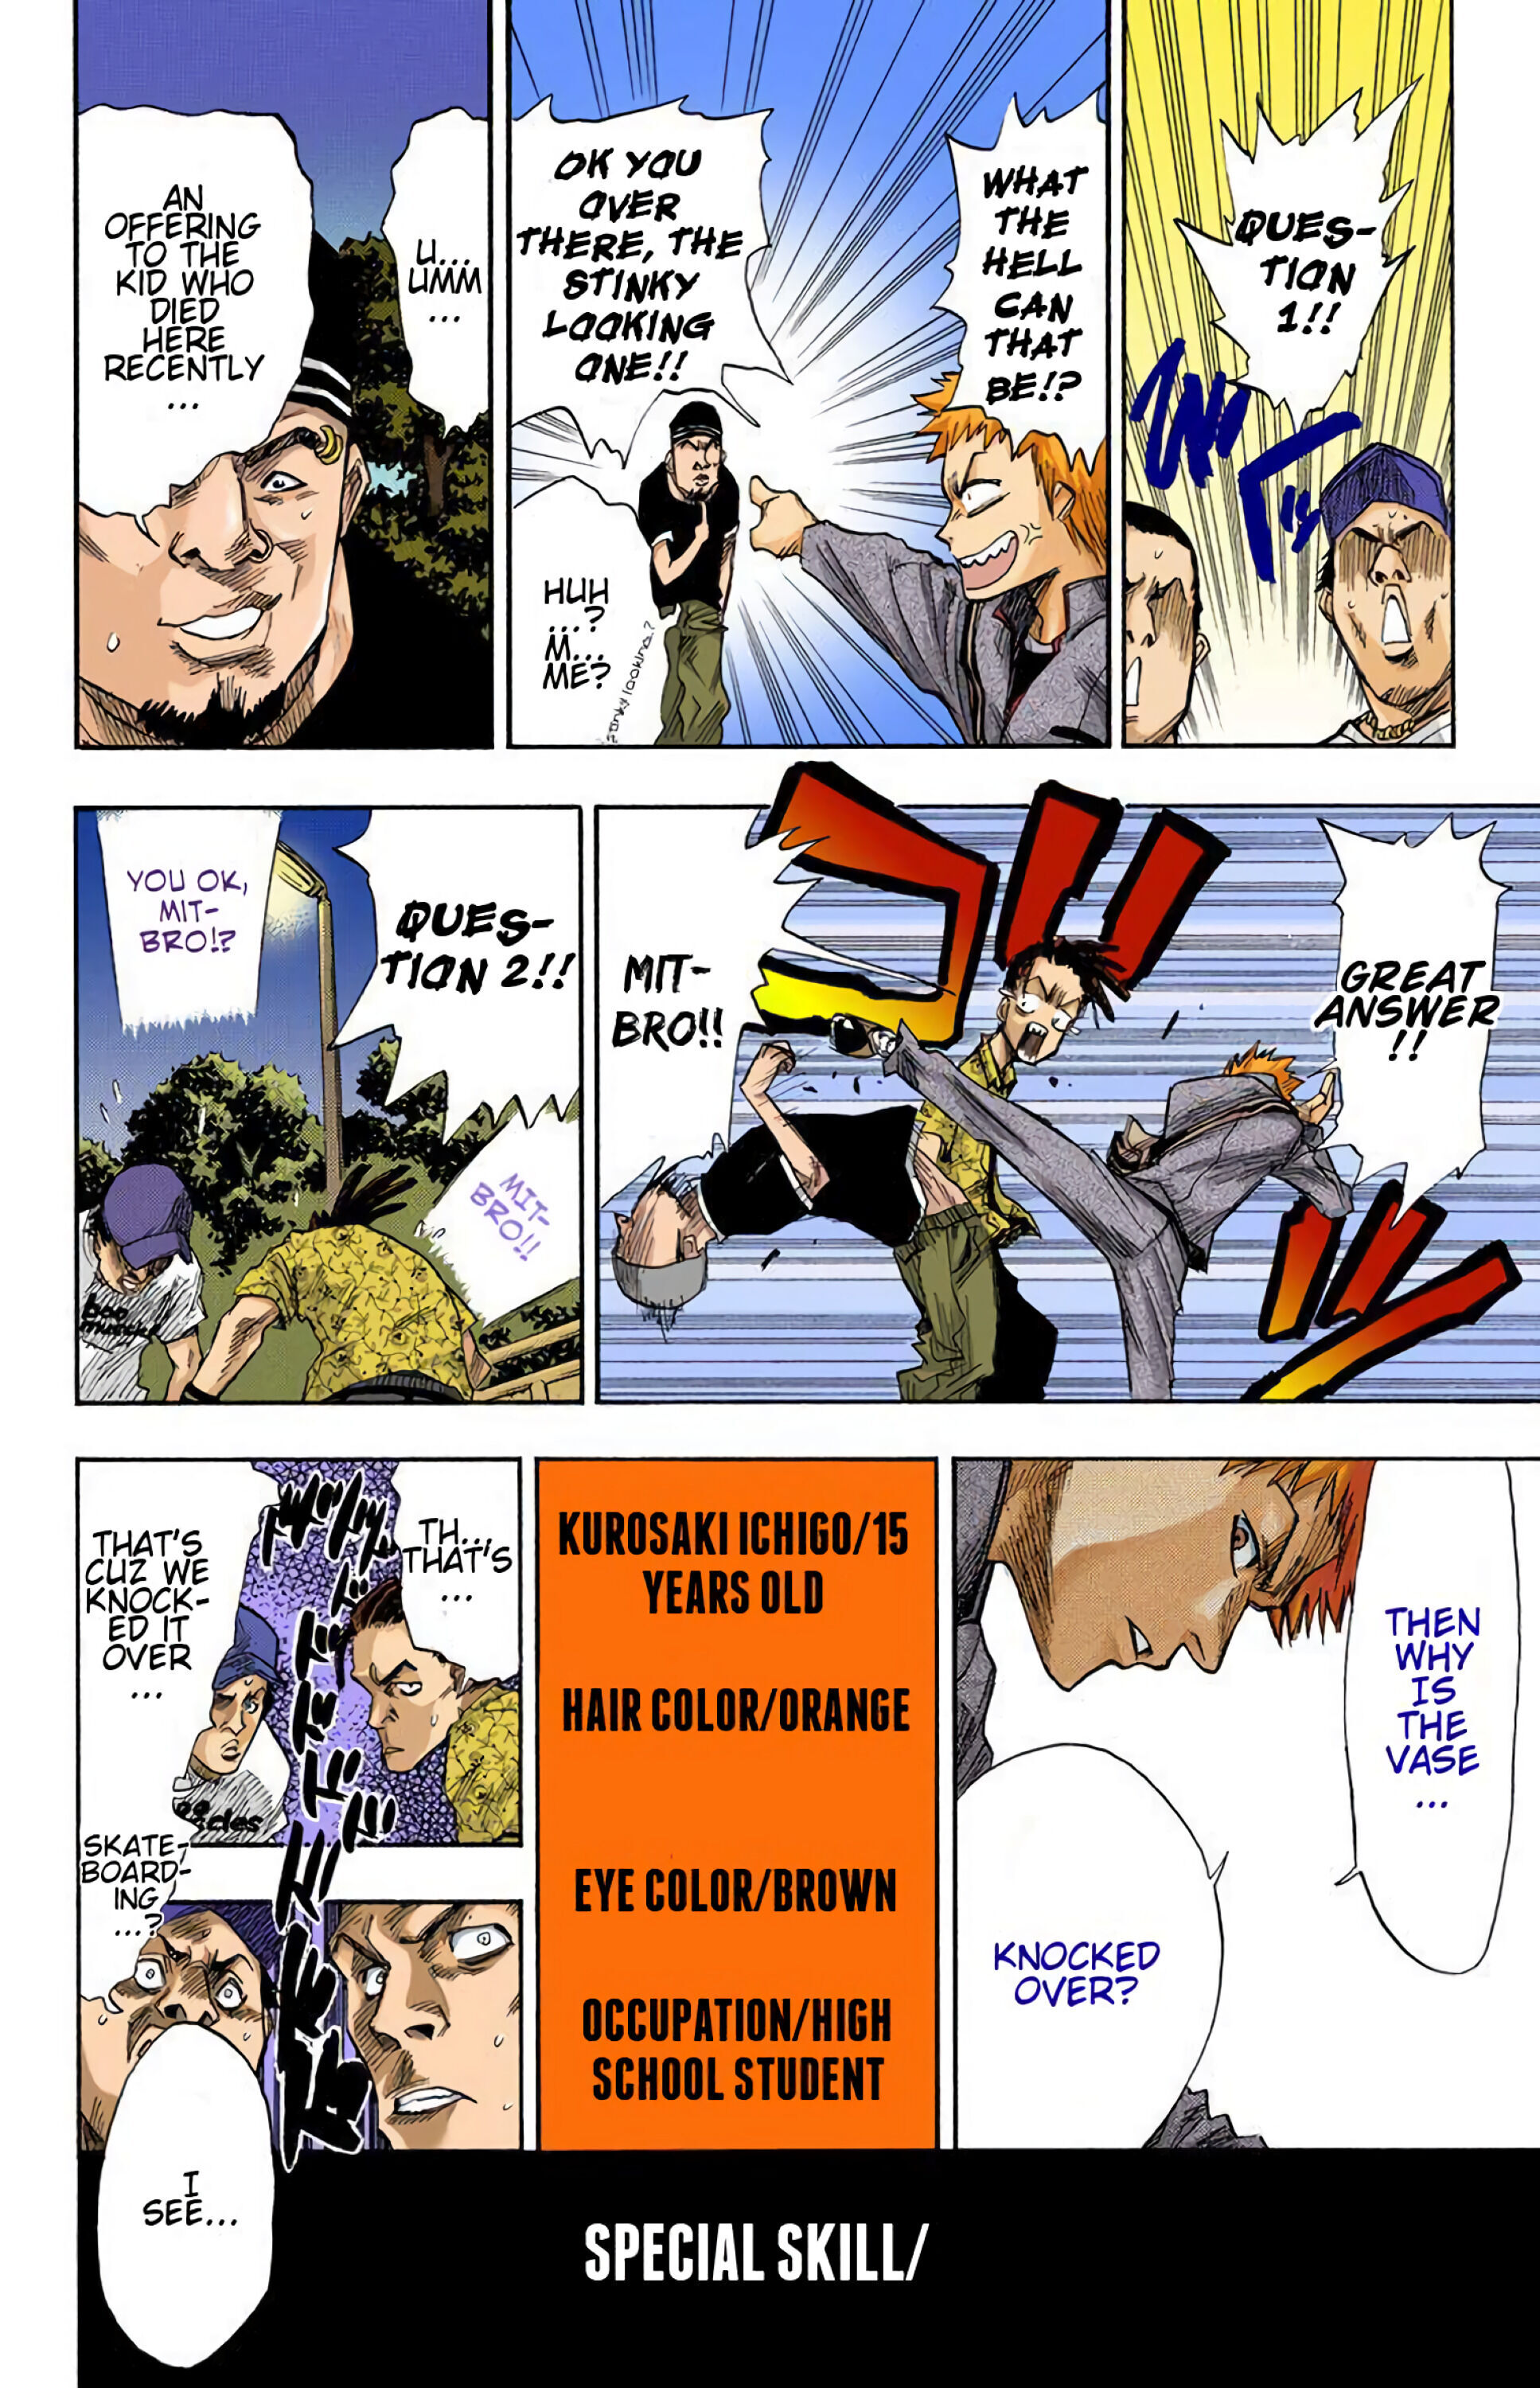 QUES-
TION
1!!
WHAT
THE
HELL
CAN
THAT
BE!?
OK YOU
OVER
THERE, THE
STINKY
LOOKING
ONE!!
HUH
...?
M...
ME?
stinky looking..?
U...
UMM
...
AN
OFFERING
TO THE
KID WHO
DIED
HERE
RECENTLY
...
GREAT
ANSWER
!!
MIT-
BRO!!
QUES-
TION 2!!
MIT-
BRO!!
YOU OK,
MIT-
BRO!?
THEN
WHY
IS
THE
VASE
...
KNOCKED
OVER?
KUROSAKI ICHIGO/15
YEARS OLD
HAIR COLOR/ORANGE
EYE COLOR/BROWN
OCCUPATION/HIGH
SCHOOL STUDENT
TH...
THAT'S
...
THAT'S
CUZ WE
KNOCK-
ED IT
OVER
...
SKATE-
BOARD-
ING
...?
I
SEE...
SPECIAL SKILL/